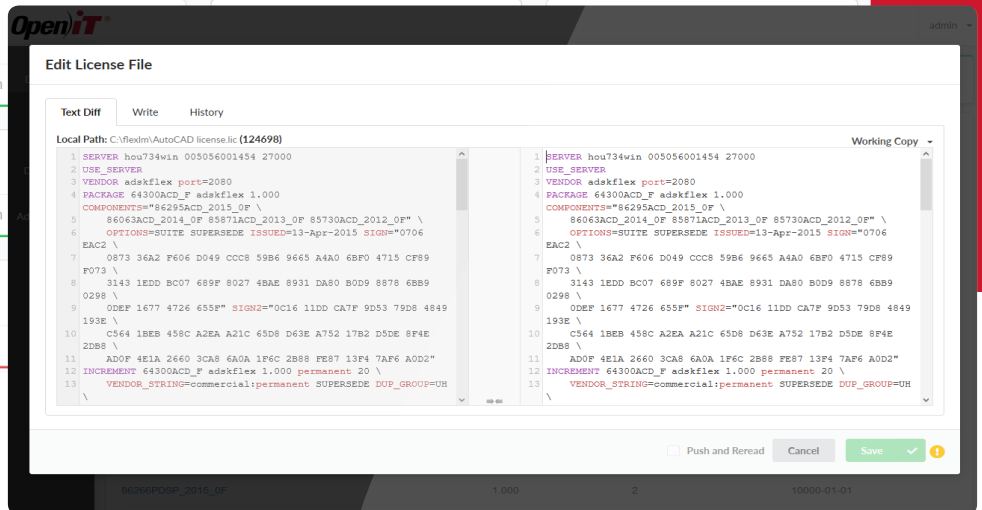 Open iT
admin
Edit License File
Text Diff Write History
Local Path: C:\flexlm\AutoCAD license.lic (124698)
Working Copy
1 SERVER hou734win 005056001454 27000
2 USE_SERVER
3 VENDOR adskflex port=2080
4 PACKAGE 64300ACD_F adskflex 1.000
COMPONENTS="86295ACD_2015_0F \
5 86063ACD_2014_0F 85871ACD_2013_0F 85730ACD_2012_0F" \
6 OPTIONS=SUITE SUPERSEDE ISSUED=13-Apr-2015 SIGN="0706
EAC2 \
7 0873 36A2 F606 D049 CCC8 59B6 9665 A4A0 6BF0 4715 CF89
F073 \
8 3143 1EDD BC07 689F 8027 4BAE 8931 DA80 B0D9 8878 6BB9
0298 \
9 0DEF 1677 4726 655F" SIGN2="0C16 11DD CA7F 9D53 79D8 4849
193E \
10 C564 1BEB 458C A2EA A21C 65D8 D63E A752 17B2 D5DE 8F4E
2DB8 \
11 AD0F 4E1A 2660 3CA8 6A0A 1F6C 2B88 FE87 13F4 7AF6 A0D2"
12 INCREMENT 64300ACD_F adskflex 1.000 permanent 20 \
13 VENDOR_STRING=commercial:permanent SUPERSEDE DUP_GROUP=UH
\
1 SERVER hou734win 005056001454 27000
2 USE_SERVER
3 VENDOR adskflex port=2080
4 PACKAGE 64300ACD_F adskflex 1.000
COMPONENTS="86295ACD_2015_0F \
5 86063ACD_2014_0F 85871ACD_2013_0F 85730ACD_2012_0F" \
6 OPTIONS=SUITE SUPERSEDE ISSUED=13-Apr-2015 SIGN="0706
EAC2 \
7 0873 36A2 F606 D049 CCC8 59B6 9665 A4A0 6BF0 4715 CF89
F073 \
8 3143 1EDD BC07 689F 8027 4BAE 8931 DA80 B0D9 8878 6BB9
0298 \
9 0DEF 1677 4726 655F" SIGN2="0C16 11DD CA7F 9D53 79D8 4849
193E \
10 C564 1BEB 458C A2EA A21C 65D8 D63E A752 17B2 D5DE 8F4E
2DB8 \
11 AD0F 4E1A 2660 3CA8 6A0A 1F6C 2B88 FE87 13F4 7AF6 A0D2"
12 INCREMENT 64300ACD_F adskflex 1.000 permanent 20 \
13 VENDOR_STRING=commercial:permanent SUPERSEDE DUP_GROUP=UH
\
Push and Reread Cancel Save
86266PDSP_2015_0F 1.000 2 10000-01-01